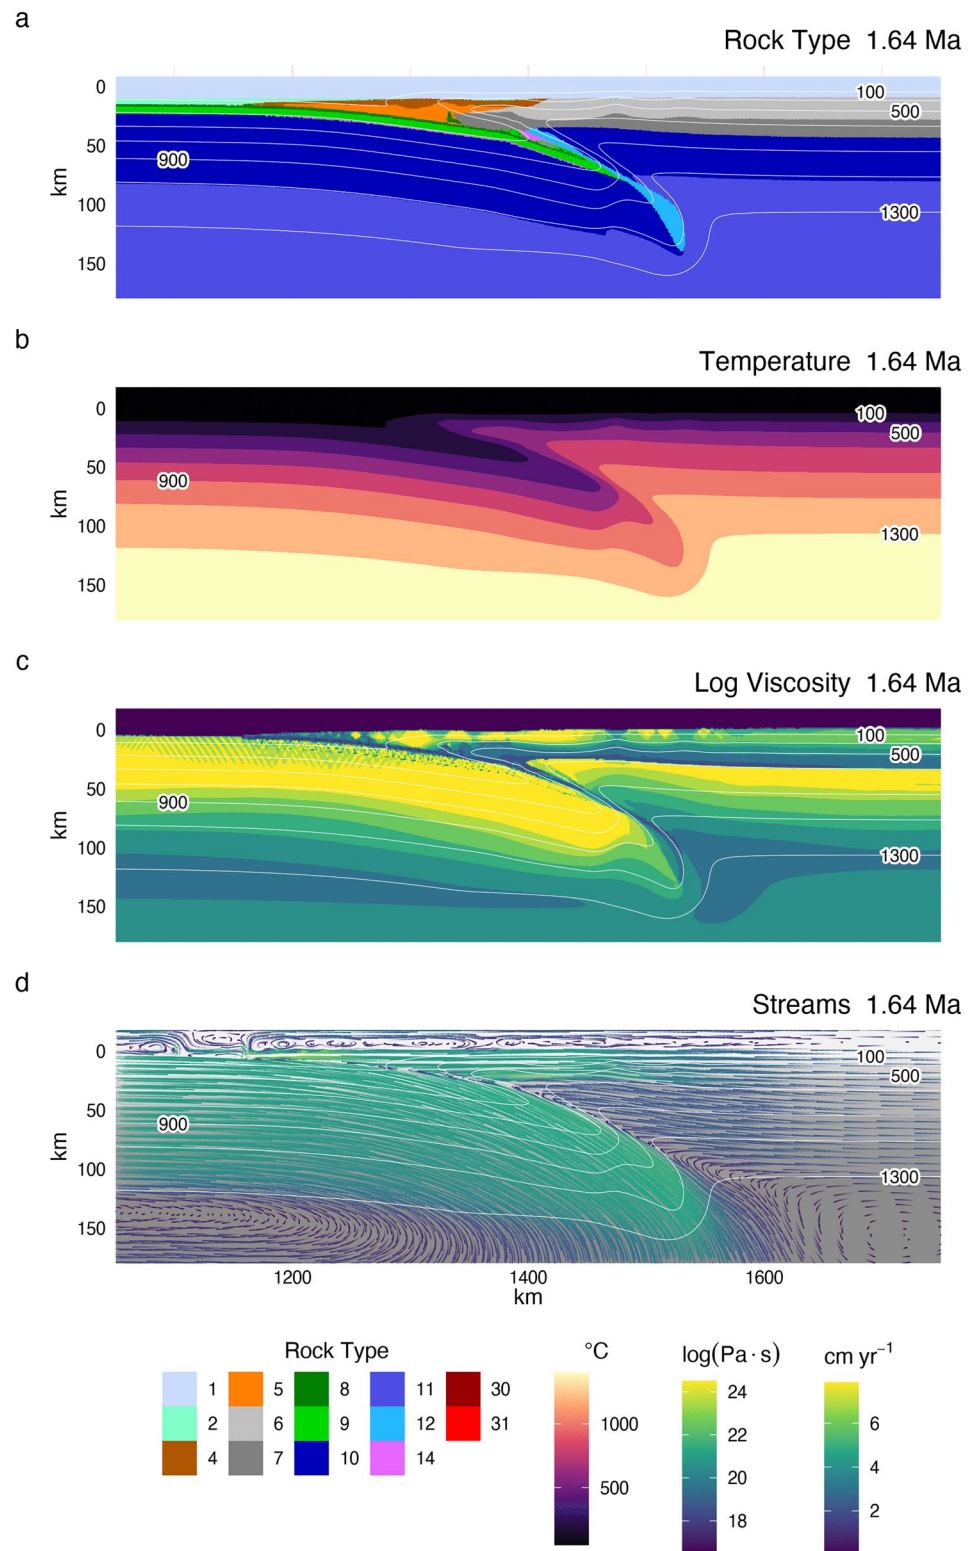 a
Rock Type 1.64 Ma
0
50
100
150
km
100
500
900
1300
b
Temperature 1.64 Ma
0
50
100
150
km
100
500
900
1300
c
Log Viscosity 1.64 Ma
0
50
100
150
km
100
500
900
1300
d
Streams 1.64 Ma
0
50
100
150
km
100
500
900
1300
1200 1400 1600
km
Rock Type
1 5 8 11 30
2 6 9 12 31
4 7 10 14
°C
1000
500
log(Pa · s)
24
22
20
18
cm yr⁻¹
6
4
2